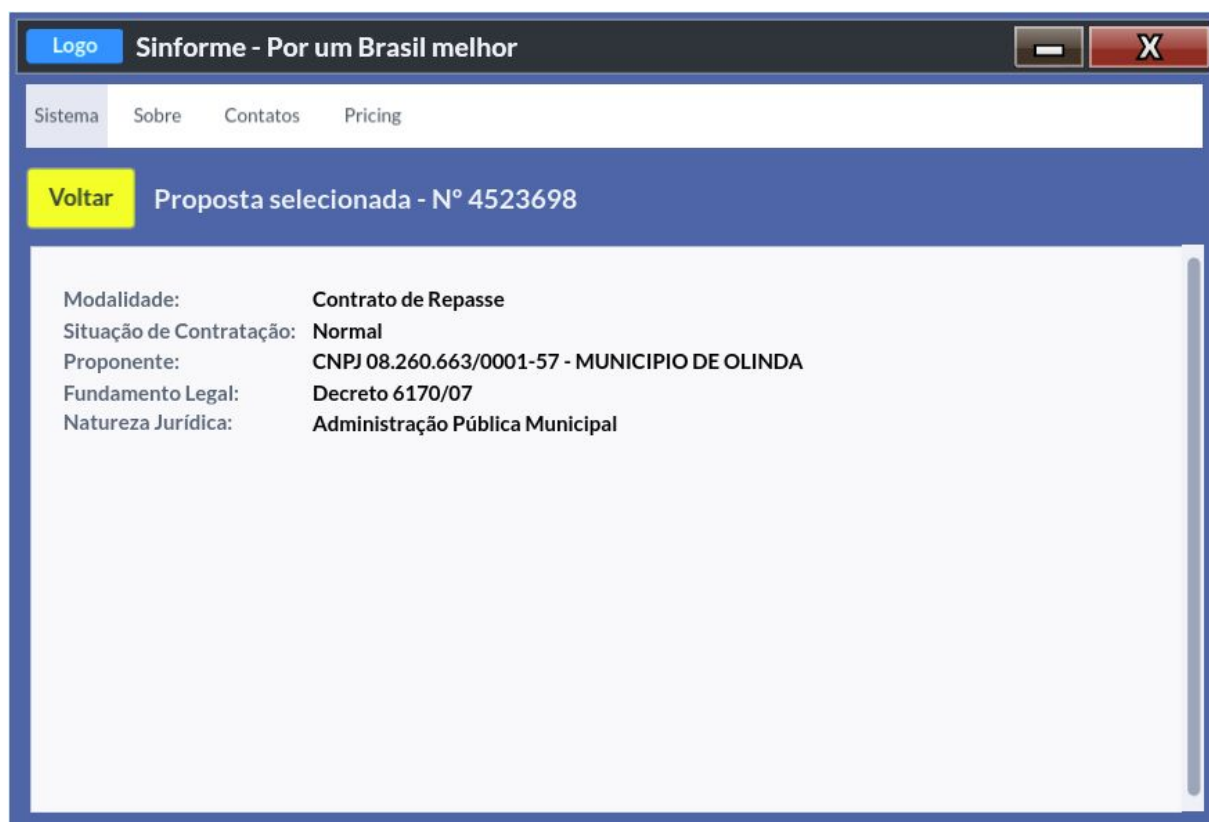 Logo Sinforme - Por um Brasil melhor X
Sistema Sobre Contatos Pricing
Voltar Proposta selecionada - Nº 4523698
Modalidade: Contrato de Repasse
Situação de Contratação: Normal
Proponente: CNPJ 08.260.663/0001-57 - MUNICIPIO DE OLINDA
Fundamento Legal: Decreto 6170/07
Natureza Jurídica: Administração Pública Municipal